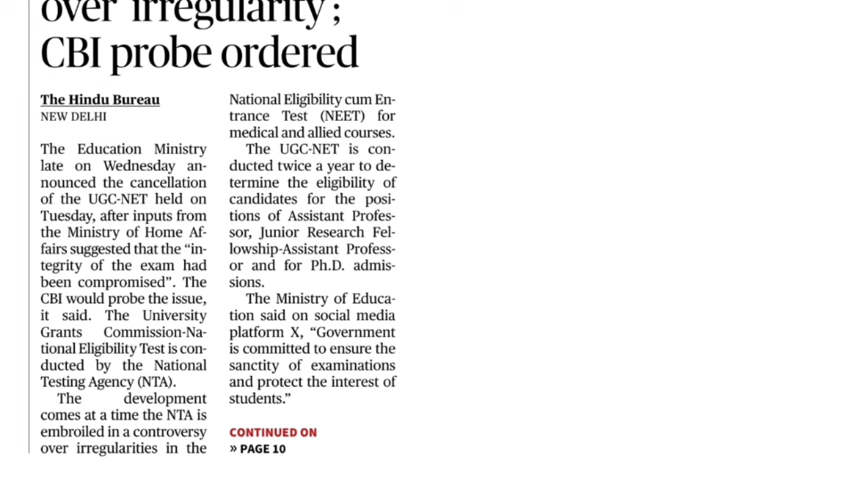 over 'irregularity';
CBI probe ordered
The Hindu Bureau
NEW DELHI
The Education Ministry
late on Wednesday an-
nounced the cancellation
of the UGC-NET held on
Tuesday, after inputs from
the Ministry of Home Af-
fairs suggested that the “in-
tegrity of the exam had
been compromised”. The
CBI would probe the issue,
it said. The University
Grants Commission-Na-
tional Eligibility Test is con-
ducted by the National
Testing Agency (NTA).
The development
comes at a time the NTA is
embroiled in a controversy
over irregularities in the
National Eligibility cum En-
trance Test (NEET) for
medical and allied courses.
The UGC-NET is con-
ducted twice a year to de-
termine the eligibility of
candidates for the posi-
tions of Assistant Profes-
sor, Junior Research Fel-
lowship-Assistant Profess-
or and for Ph.D. admis-
sions.
The Ministry of Educa-
tion said on social media
platform X, “Government
is committed to ensure the
sanctity of examinations
and protect the interest of
students.”
CONTINUED ON
» PAGE 10